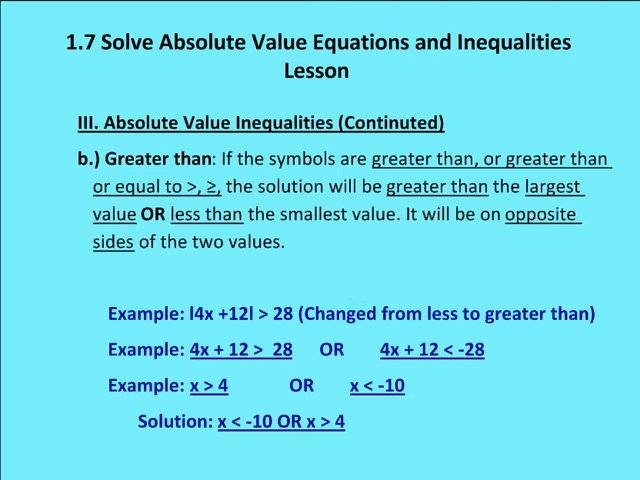 1.7 Solve Absolute Value Equations and Inequalities
Lesson
III. Absolute Value Inequalities (Continuted)
b.) Greater than: If the symbols are greater than, or greater than
or equal to >, ≥, the solution will be greater than the largest
value OR less than the smallest value. It will be on opposite
sides of the two values.
Example: l4x +12l > 28 (Changed from less to greater than)
Example: 4x + 12 > 28 OR 4x + 12 < -28
Example: x > 4 OR x < -10
Solution: x < -10 OR x > 4